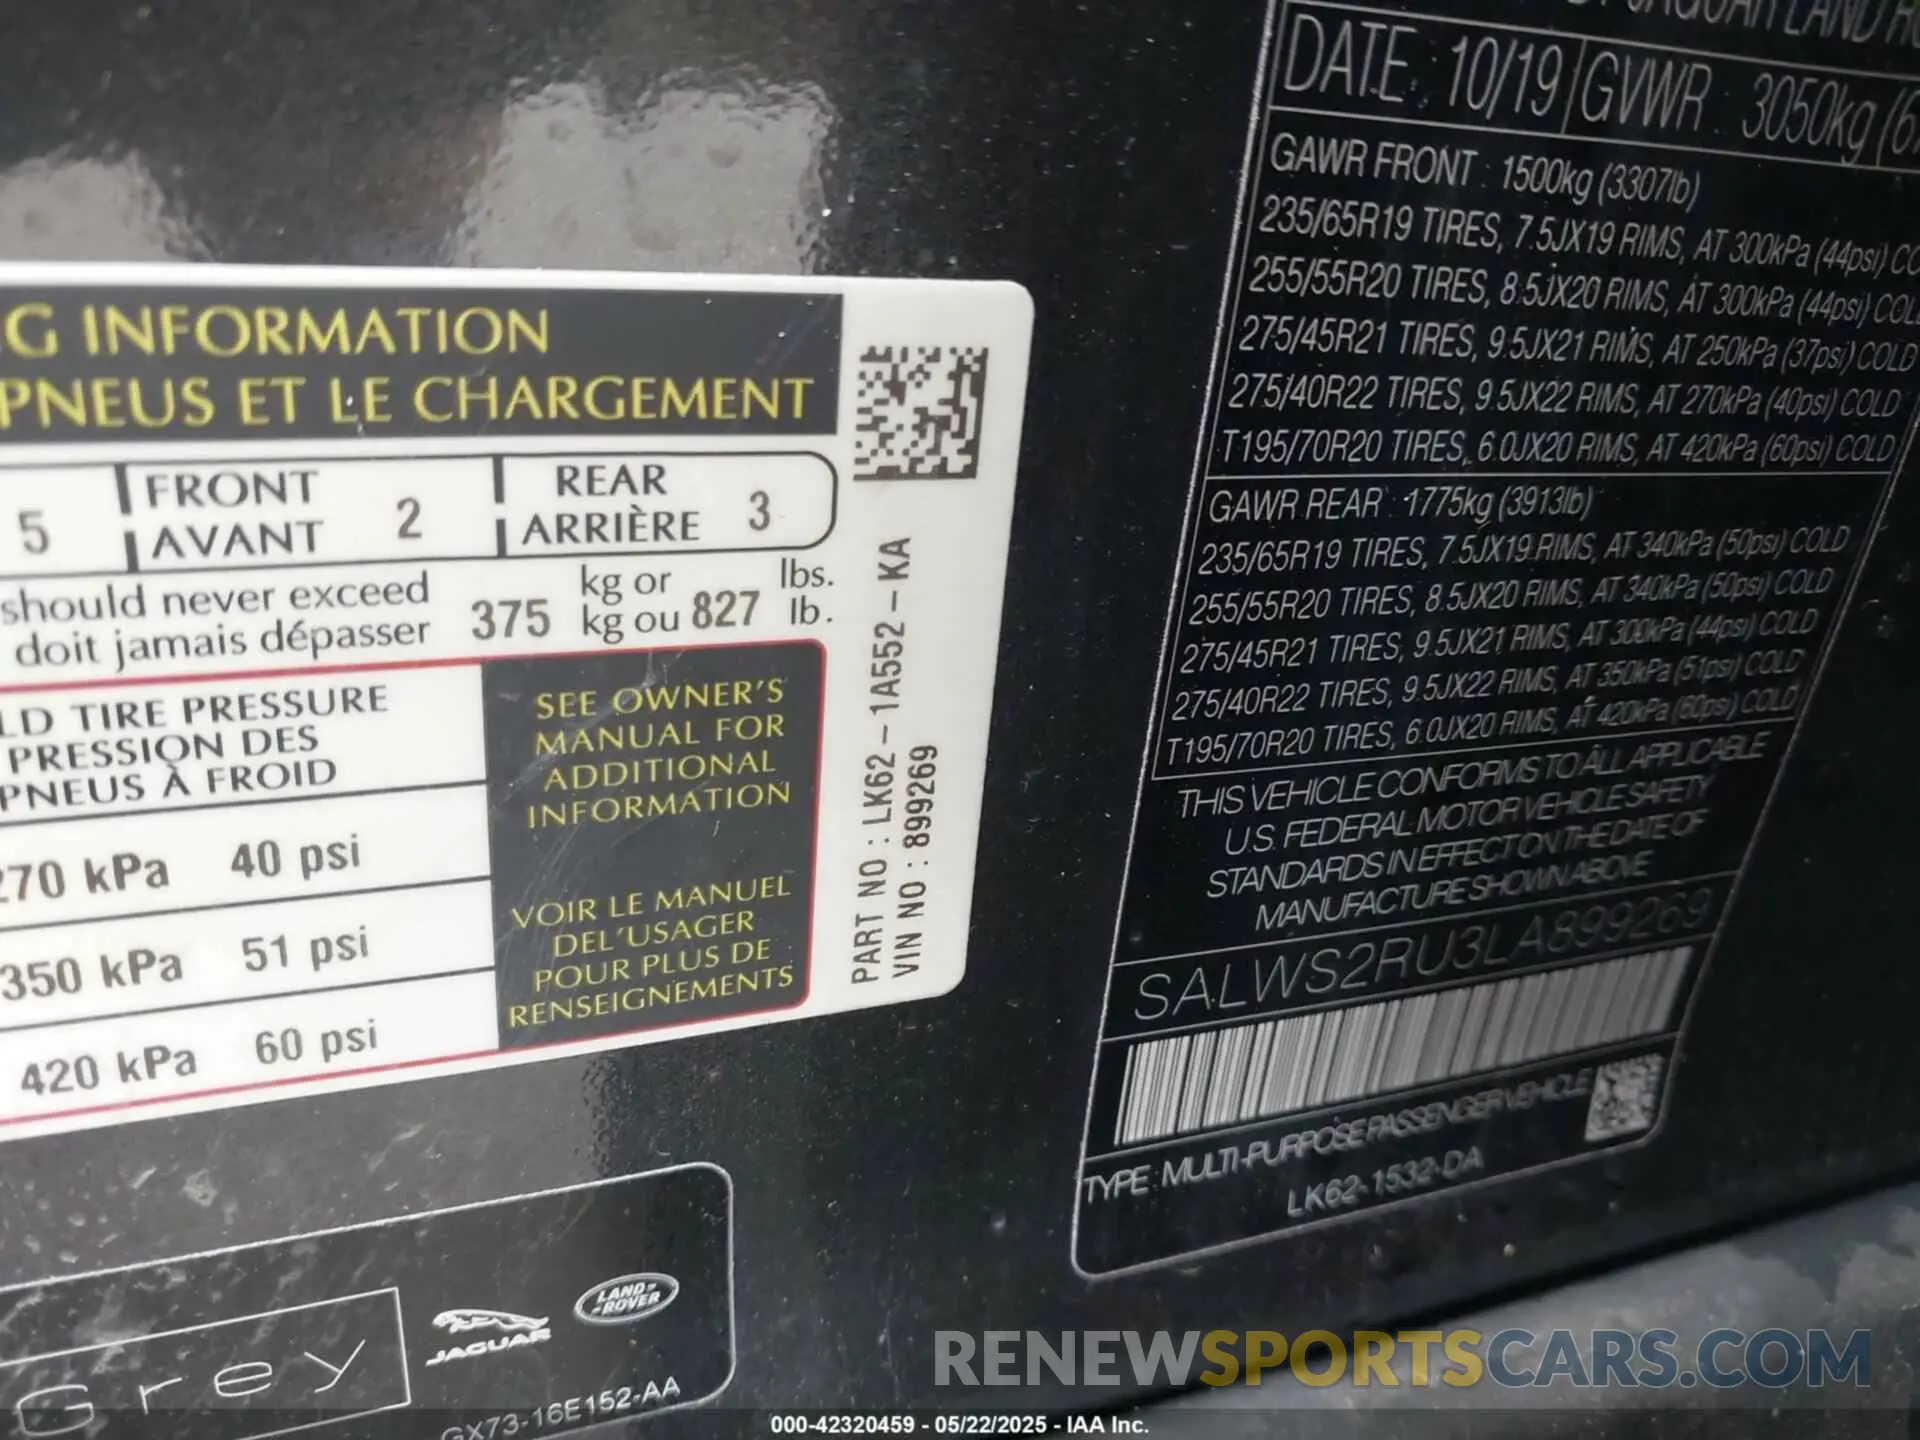 G INFORMATION
PNEUS ET LE CHARGEMENT
5 FRONT AVANT 2 REAR ARRIÈRE 3
should never exceed
doit jamais dépasser
375 kg or kg ou 827 lbs. lb.
LD TIRE PRESSURE
PRESSION DES
PNEUS À FROID
270 kPa 40 psi
350 kPa 51 psi
420 kPa 60 psi
SEE OWNER'S
MANUAL FOR
ADDITIONAL
INFORMATION
VOIR LE MANUEL
DEL'USAGER
POUR PLUS DE
RENSEIGNEMENTS
PART NO : LK62-1A552-KA
VIN NO : 899269
Grey
JAGUAR
LAND-
-ROVER
GX73-16E152-AA
JAGUAR LAND
DATE : 10/19 GVWR : 3050kg (6
GAWR FRONT : 1500kg (3307lb)
235/65R19 TIRES, 7.5JX19 RIMS, AT 300kPa (44psi) CO
255/55R20 TIRES, 8.5JX20 RIMS, AT 300kPa (44psi) COL
275/45R21 TIRES, 9.5JX21 RIMS, AT 250kPa (37psi) COLD
275/40R22 TIRES, 9.5JX22 RIMS, AT 270kPa (40psi) COLD
T195/70R20 TIRES, 6.0JX20 RIMS, AT 420kPa (60psi) COLD
GAWR REAR : 1775kg (3913lb)
235/65R19 TIRES, 7.5JX19 RIMS, AT 340kPa (50psi) COLD
255/55R20 TIRES, 8.5JX20 RIMS, AT 340kPa (50psi) COLD
275/45R21 TIRES, 9.5JX21 RIMS, AT 300kPa (44psi) COLD
275/40R22 TIRES, 9.5JX22 RIMS, AT 350kPa (51psi) COLD
T195/70R20 TIRES, 6.0JX20 RIMS, AT 420kPa (60psi) COLD
THIS VEHICLE CONFORMS TO ALL APPLICABLE
U.S. FEDERAL MOTOR VEHICLE SAFETY
STANDARDS IN EFFECT ON THE DATE OF
MANUFACTURE SHOWN ABOVE
SALWS2RU3LA899269
TYPE: MULTI-PURPOSE PASSENGER VEHICLE
LK62-1532-DA
RENEWSPORTSCARS.COM
000-42320459 - 05/22/2025 - IAA Inc.